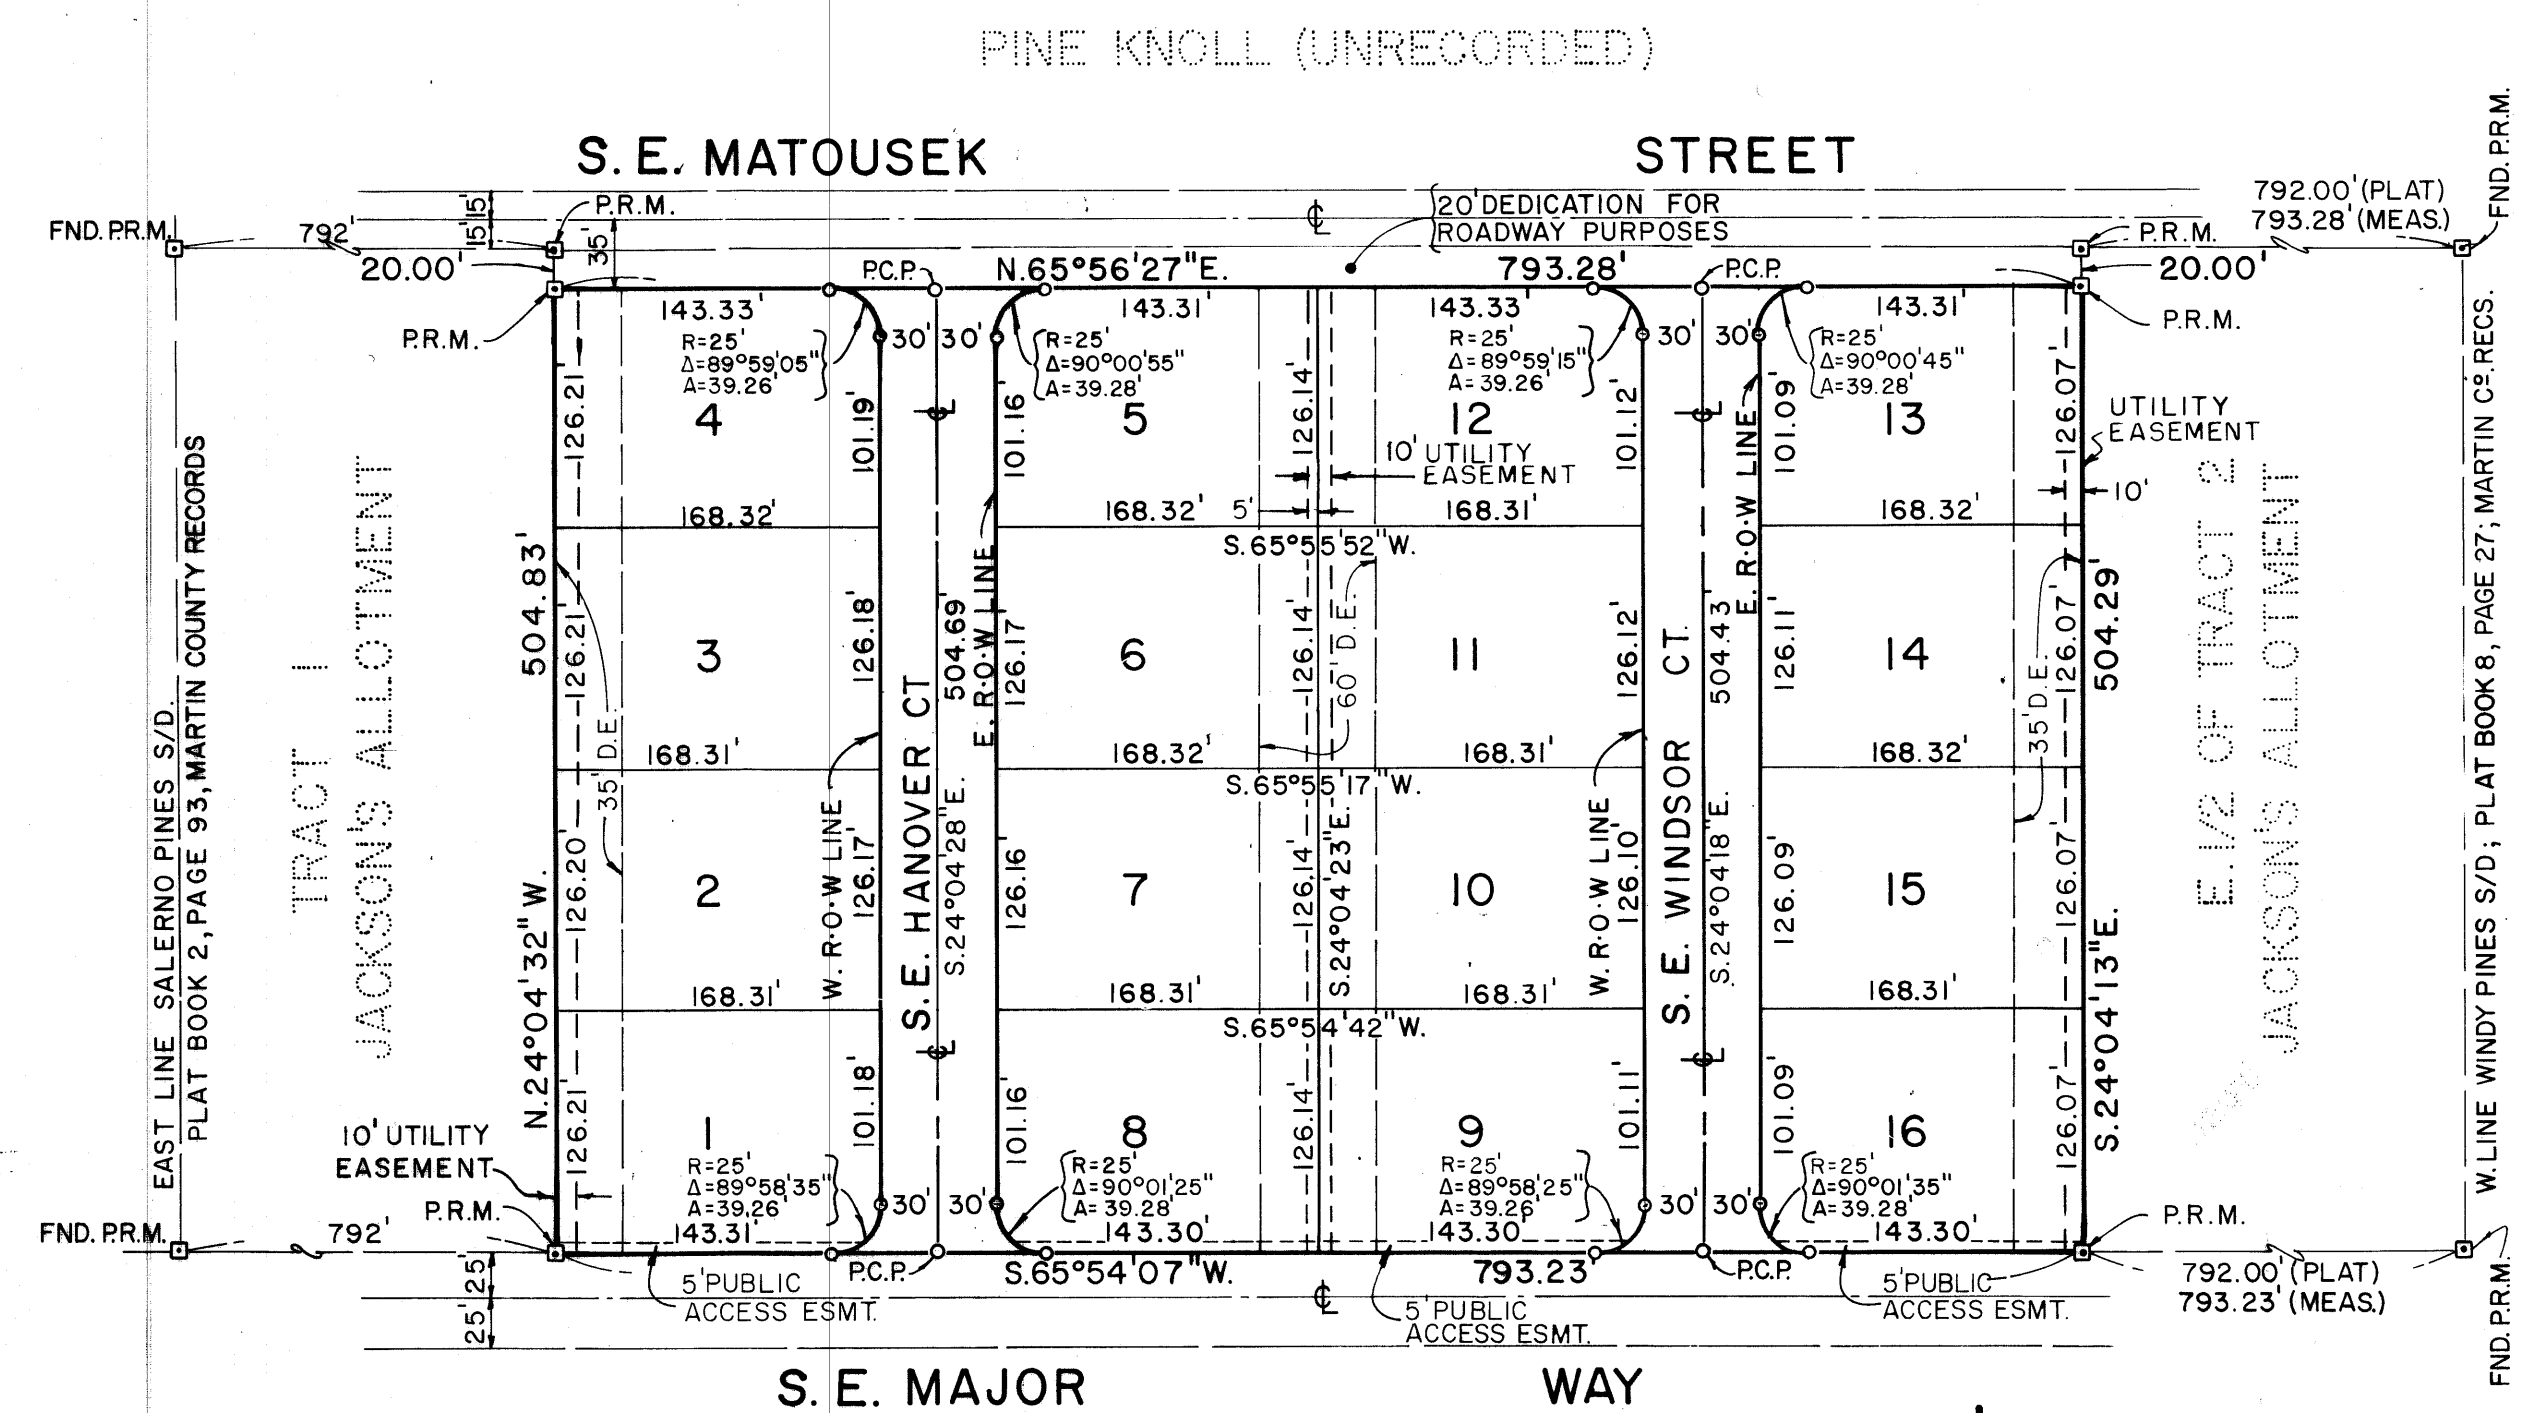 PINE KNOLL (UNRECORDED)
S. E. MATOUSEK STREET
FND. P.R.M.
792'
20.00'
15' 15'
35'
P.R.M.
P.R.M.
20' DEDICATION FOR
ROADWAY PURPOSES
℄
792.00' (PLAT)
793.28' (MEAS.)
FND. P.R.M.
P.R.M.
20.00'
P.R.M.
P.C.P.
N.65°56'27"E.
793.28'
P.C.P.
143.33'
R=25'
Δ=89°59'05"
A=39.26'
30' 30'
143.31'
R=25'
Δ=90°00'55"
A=39.28'
143.33'
R=25'
Δ=89°59'15"
A=39.26'
30' 30'
143.31'
R=25'
Δ=90°00'45"
A=39.28'
4
126.21'
101.19'
168.32'
5
101.16'
126.14'
168.32'
5'
12
10' UTILITY
EASEMENT
101.12'
168.31'
13
101.09'
126.07'
168.32'
UTILITY
EASEMENT
10'
S.65°55'52"W.
3
126.21'
126.18'
168.31'
6
126.17'
126.14'
168.32'
60' D.E.
11
126.12'
168.31'
14
126.11'
126.07'
168.32'
35' D.E.
35' D.E.
S.65°55'17"W.
2
126.20'
126.17'
168.31'
7
126.16'
126.14'
168.31'
S.24°04'23"E.
10
126.10'
168.31'
15
126.09'
126.07'
168.31'
S.65°54'42"W.
1
126.21'
101.18'
R=25'
Δ=89°58'35"
A=39.26'
143.31'
30' 30'
8
101.16'
126.14'
R=25'
Δ=90°01'25"
A=39.28'
143.30'
9
101.11'
R=25'
Δ=89°58'25"
A=39.26'
143.30'
30' 30'
16
101.09'
126.07'
R=25'
Δ=90°01'35"
A=39.28'
143.30'
S.E. HANOVER CT
504.69'
S.24°04'28"E.
W. R.O.W LINE
E. R.O.W LINE
℄
℄
S. E. WINDSOR CT.
504.43'
S.24°04'18"E.
W. R.O.W LINE
E. R.O.W LINE
℄
℄
504.83'
N.24°04'32"W.
504.29'
S.24°04'13"E.
EAST LINE SALERNO PINES S/D.
PLAT BOOK 2, PAGE 93, MARTIN COUNTY RECORDS
TRACT 1
JACKSON'S ALLOTMENT
E. 1/2 OF TRACT 2
JACKSON'S ALLOTMENT
W. LINE WINDY PINES S/D; PLAT BOOK 8, PAGE 27; MARTIN Cº. RECS.
10' UTILITY
EASEMENT
P.R.M.
FND. P.R.M.
792'
25'
25'
5' PUBLIC
ACCESS ESMT.
P.C.P.
S.65°54'07"W.
℄
793.23'
5' PUBLIC
ACCESS ESMT.
P.C.P.
5' PUBLIC
ACCESS ESMT.
P.R.M.
792.00' (PLAT)
793.23' (MEAS.)
FND. P.R.M.
S. E. MAJOR WAY